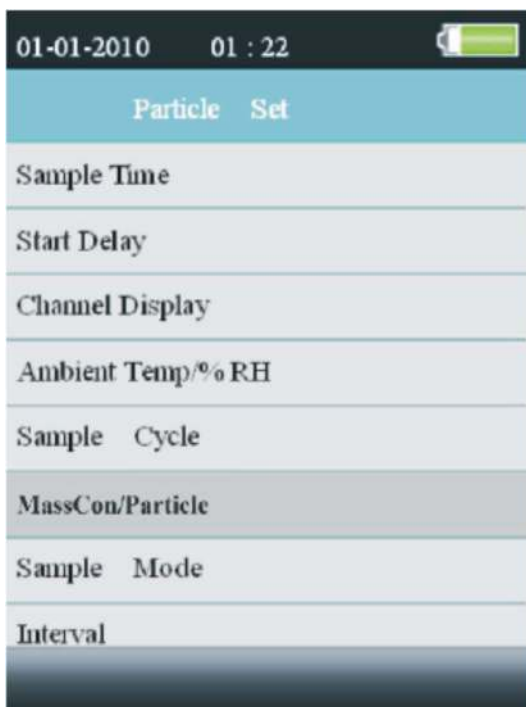 01-01-2010 01 : 22
Particle Set
Sample Time
Start Delay
Channel Display
Ambient Temp/% RH
Sample Cycle
MassCon/Particle
Sample Mode
Interval